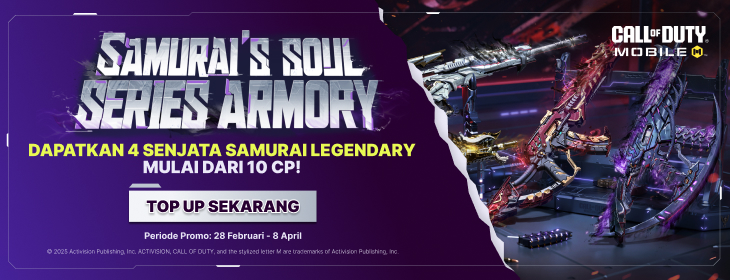 SAMURAI'S SOUL
SERIES ARMORY
DAPATKAN 4 SENJATA SAMURAI LEGENDARY
MULAI DARI 10 CP!
TOP UP SEKARANG
Periode Promo: 28 Februari - 8 April
© 2025 Activision Publishing, Inc. ACTIVISION, CALL OF DUTY, and the stylized letter M are trademarks of Activision Publishing, Inc.
CALL OF DUTY
MOBILE M